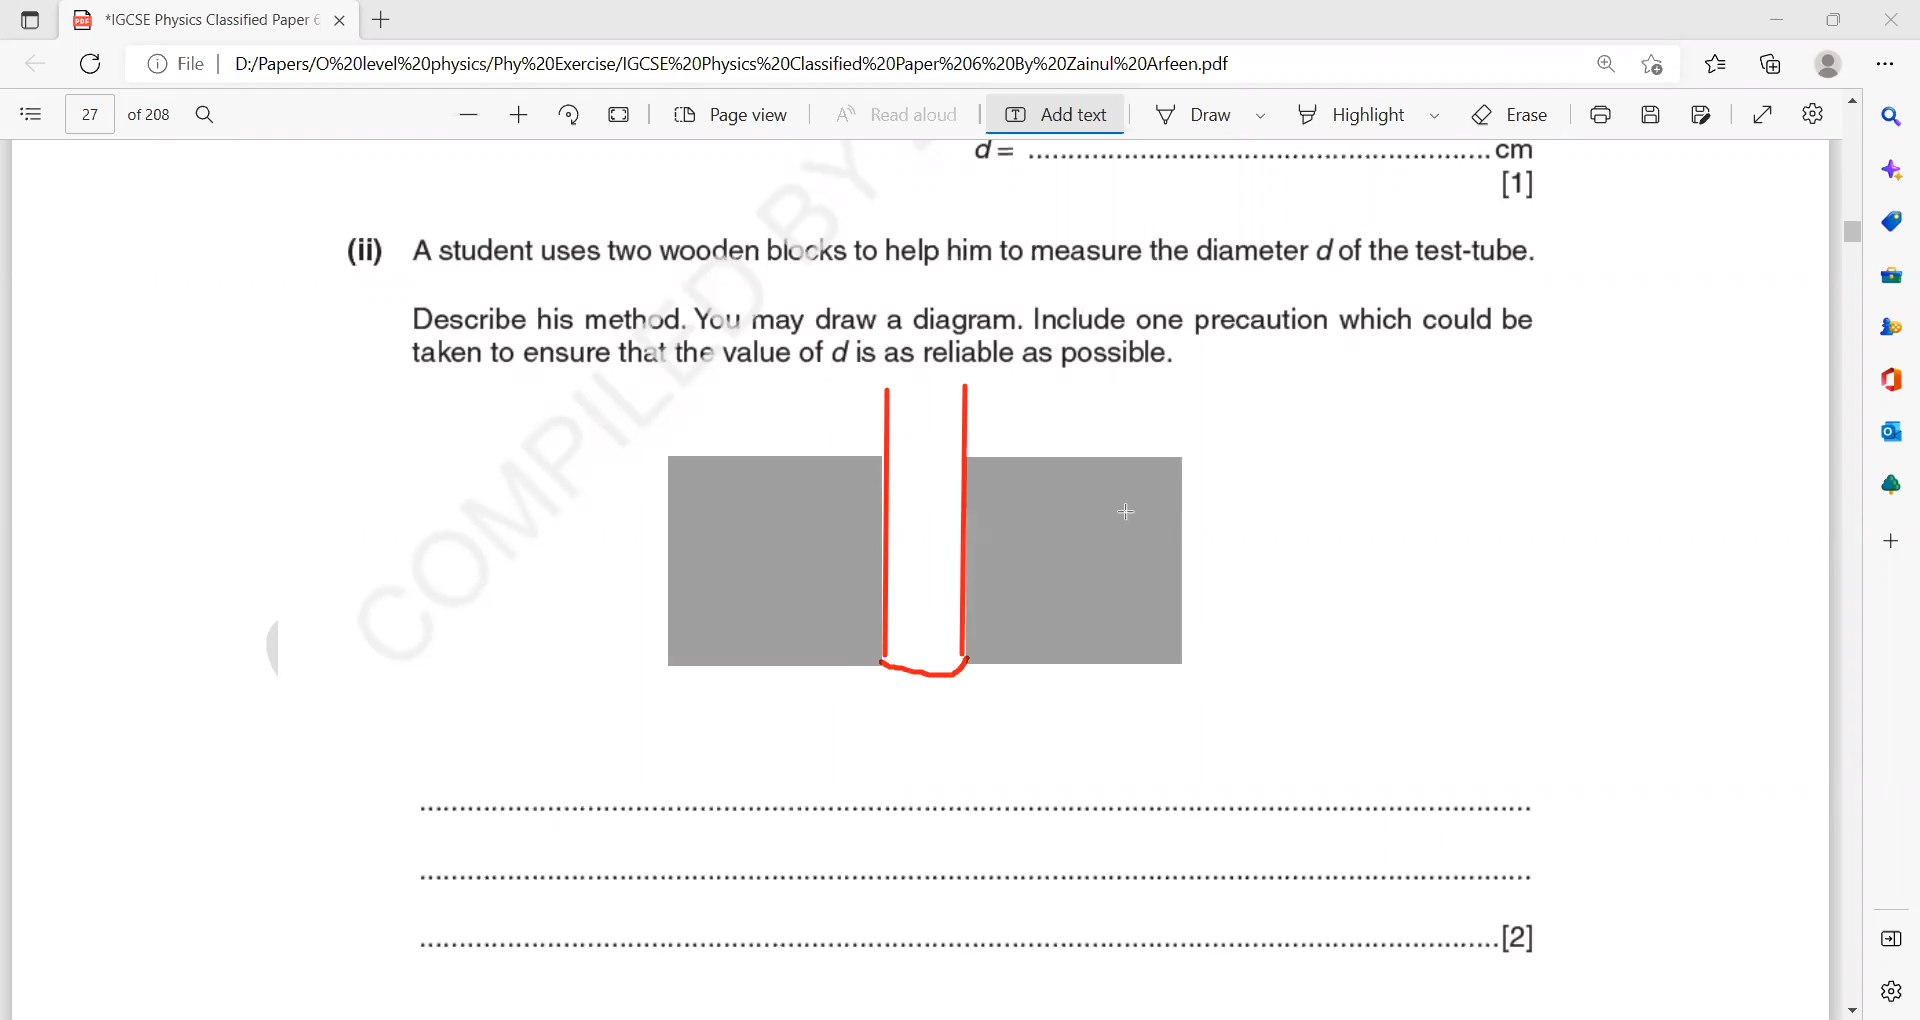 *IGCSE Physics Classified Paper 6
File
D:/Papers/O%20level%20physics/Phy%20Exercise/IGCSE%20Physics%20Classified%20Paper%206%20By%20Zainul%20Arfeen.pdf
27 of 208
Page view
Read aloud
Add text
Draw
Highlight
Erase
d = ........................................................ cm
[1]
(ii) A student uses two wooden blocks to help him to measure the diameter d of the test-tube.
Describe his method. You may draw a diagram. Include one precaution which could be
taken to ensure that the value of d is as reliable as possible.
COMPILED BY
..........................................................................................................................................
..........................................................................................................................................
......................................................................................................................................[2]